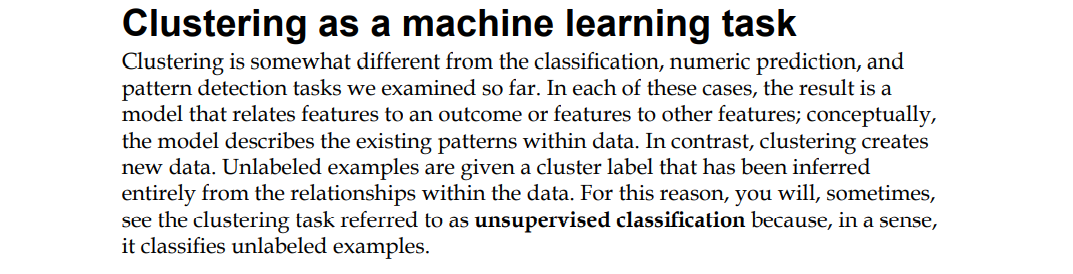 Clustering as a machine learning task
Clustering is somewhat different from the classification, numeric prediction, and
pattern detection tasks we examined so far. In each of these cases, the result is a
model that relates features to an outcome or features to other features; conceptually,
the model describes the existing patterns within data. In contrast, clustering creates
new data. Unlabeled examples are given a cluster label that has been inferred
entirely from the relationships within the data. For this reason, you will, sometimes,
see the clustering task referred to as unsupervised classification because, in a sense,
it classifies unlabeled examples.